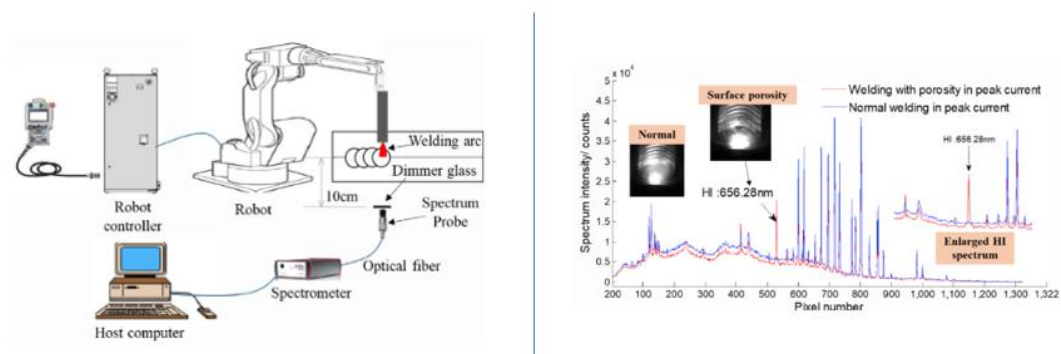 Welding arc
Dimmer glass
10cm
Spectrum
Probe
Robot
controller
Robot
Optical fiber
Spectrometer
Host computer
× 10⁴
5
4.5
4
3.5
3
2.5
2
1.5
1
0.5
0
Spectrum intensity/ counts
Surface porosity
Normal
Welding with porosity in peak current
Normal welding in peak current
HI :656.28nm
HI :656.28nm
Enlarged HI
spectrum
200 100 200 300 400 500 600 700 800 900 1,000 1,100 1,200 1,300 1,322
Pixel number